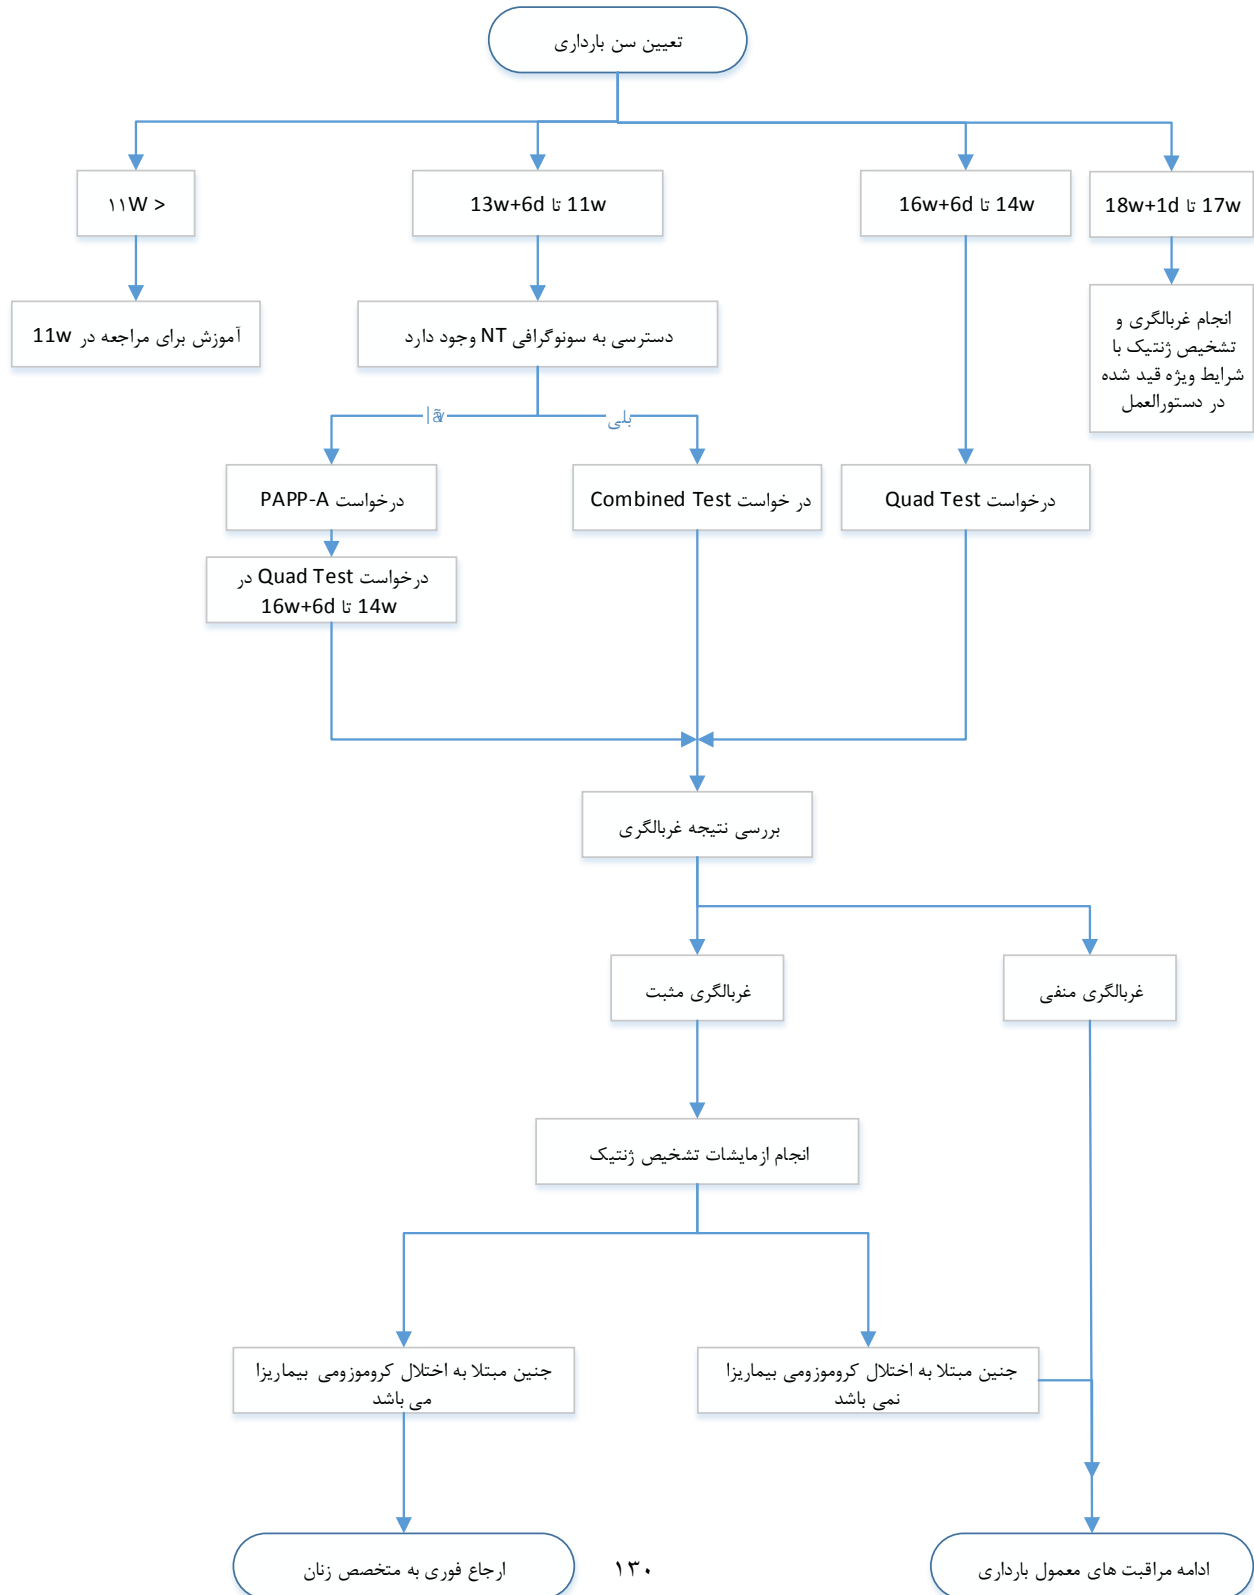 تعیین سن بارداری
۱۱W >
11w تا 13w+6d
14w تا 16w+6d
17w تا 18w+1d
آموزش برای مراجعه در 11w
دسترسی به سونوگرافی NT وجود دارد
انجام غربالگری و
تشخیص ژنتیک با
شرایط ویژه قید شده
در دستورالعمل
بلی
درخواست PAPP-A
در خواست Combined Test
درخواست Quad Test
درخواست Quad Test در
14w تا 16w+6d
بررسی نتیجه غربالگری
غربالگری مثبت
غربالگری منفی
انجام ازمایشات تشخیص ژنتیک
جنین مبتلا به اختلال کروموزومی بیماریزا
می باشد
جنین مبتلا به اختلال کروموزومی بیماریزا
نمی باشد
ارجاع فوری به متخصص زنان
۱۳۰
ادامه مراقبت های معمول بارداری